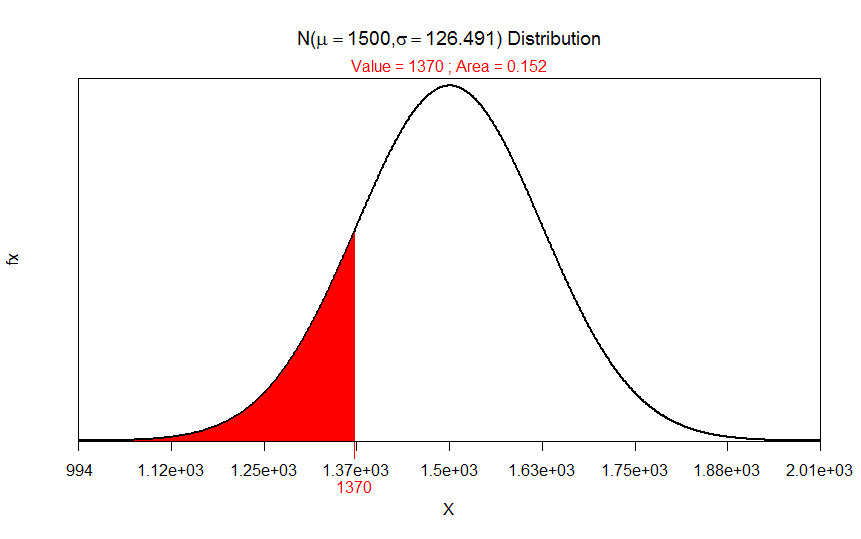 N(μ = 1500,σ = 126.491) Distribution
Value = 1370 ; Area = 0.152
fx
994 1.12e+03 1.25e+03 1.37e+03 1.5e+03 1.63e+03 1.75e+03 1.88e+03 2.01e+03
1370
X